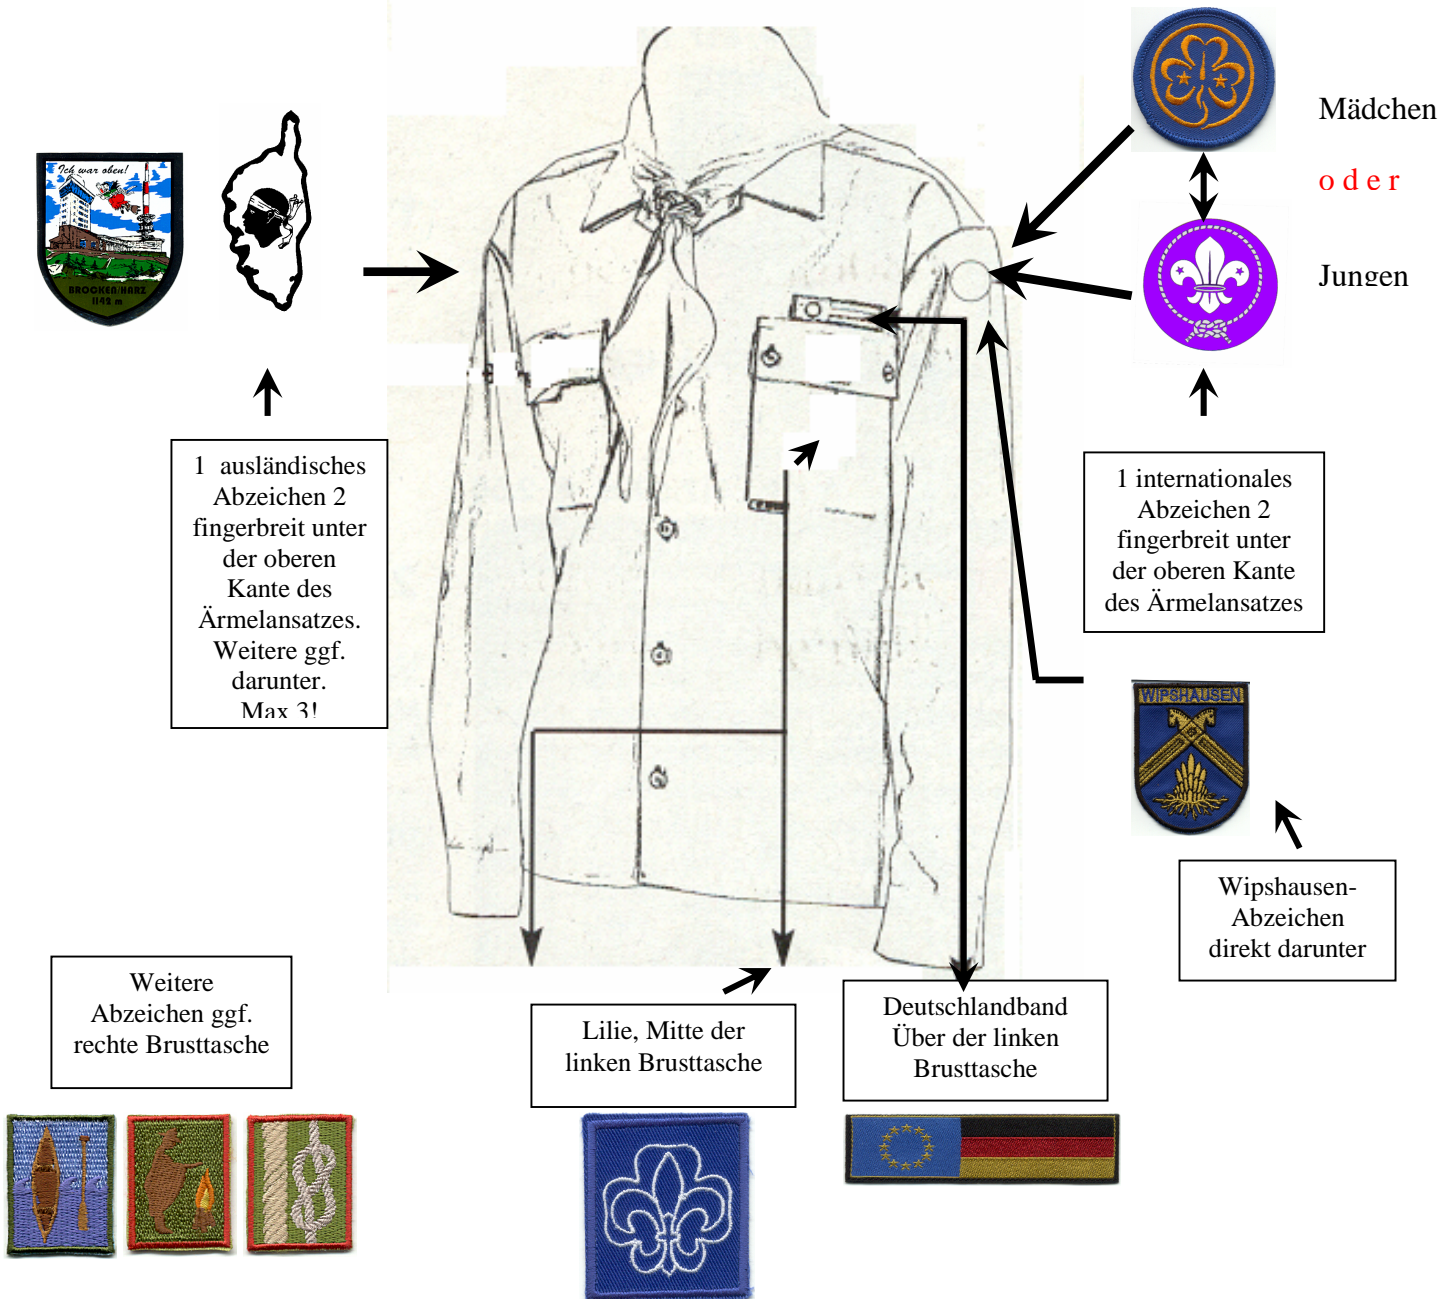 Mädchen
o d e r
Jungen
Ich war oben!
BROCKEN/HARZ
1142 m
1 ausländisches
Abzeichen 2
fingerbreit unter
der oberen
Kante des
Ärmelansatzes.
Weitere ggf.
darunter.
Max 3!
1 internationales
Abzeichen 2
fingerbreit unter
der oberen Kante
des Ärmelansatzes
WIPSHAUSEN
Wipshausen-
Abzeichen
direkt darunter
Weitere
Abzeichen ggf.
rechte Brusttasche
Lilie, Mitte der
linken Brusttasche
Deutschlandband
Über der linken
Brusttasche